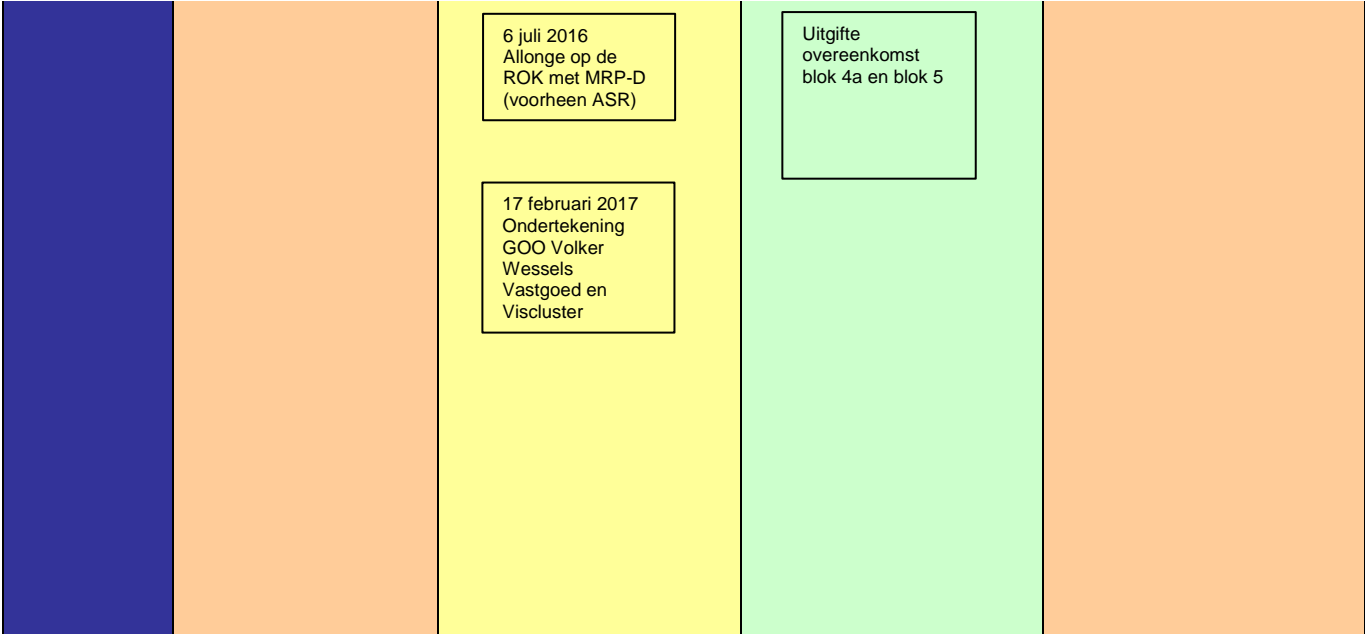 6 juli 2016
Allonge op de
ROK met MRP-D
(voorheen ASR)
17 februari 2017
Ondertekening
GOO Volker
Wessels
Vastgoed en
Viscluster
Uitgifte
overeenkomst
blok 4a en blok 5